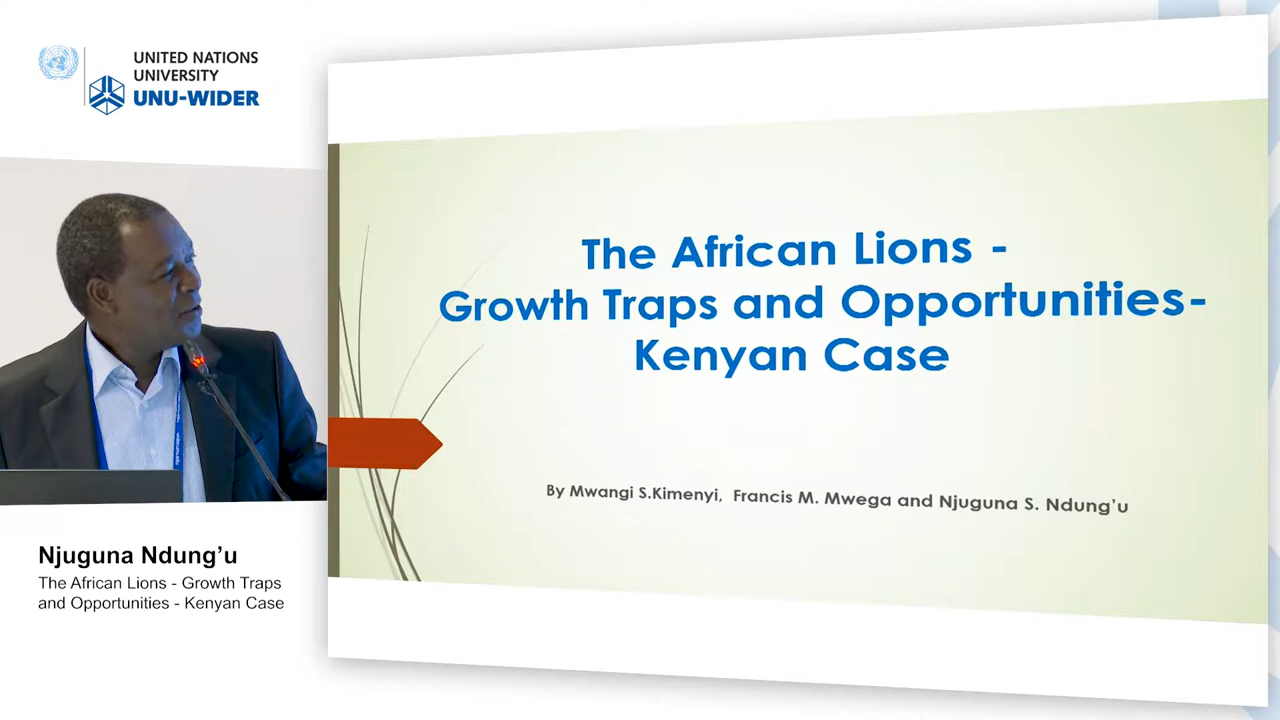 UNITED NATIONS
UNIVERSITY
UNU-WIDER
The African Lions -
Growth Traps and Opportunities-
Kenyan Case
By Mwangi S.Kimenyi, Francis M. Mwega and Njuguna S. Ndung’u
Njuguna Ndung’u
The African Lions - Growth Traps
and Opportunities - Kenyan Case